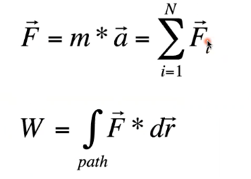 F⃗ = m * a⃗ = ∑_{i=1}^{N} F⃗_i
W = ∫_{path} F⃗ * dr⃗